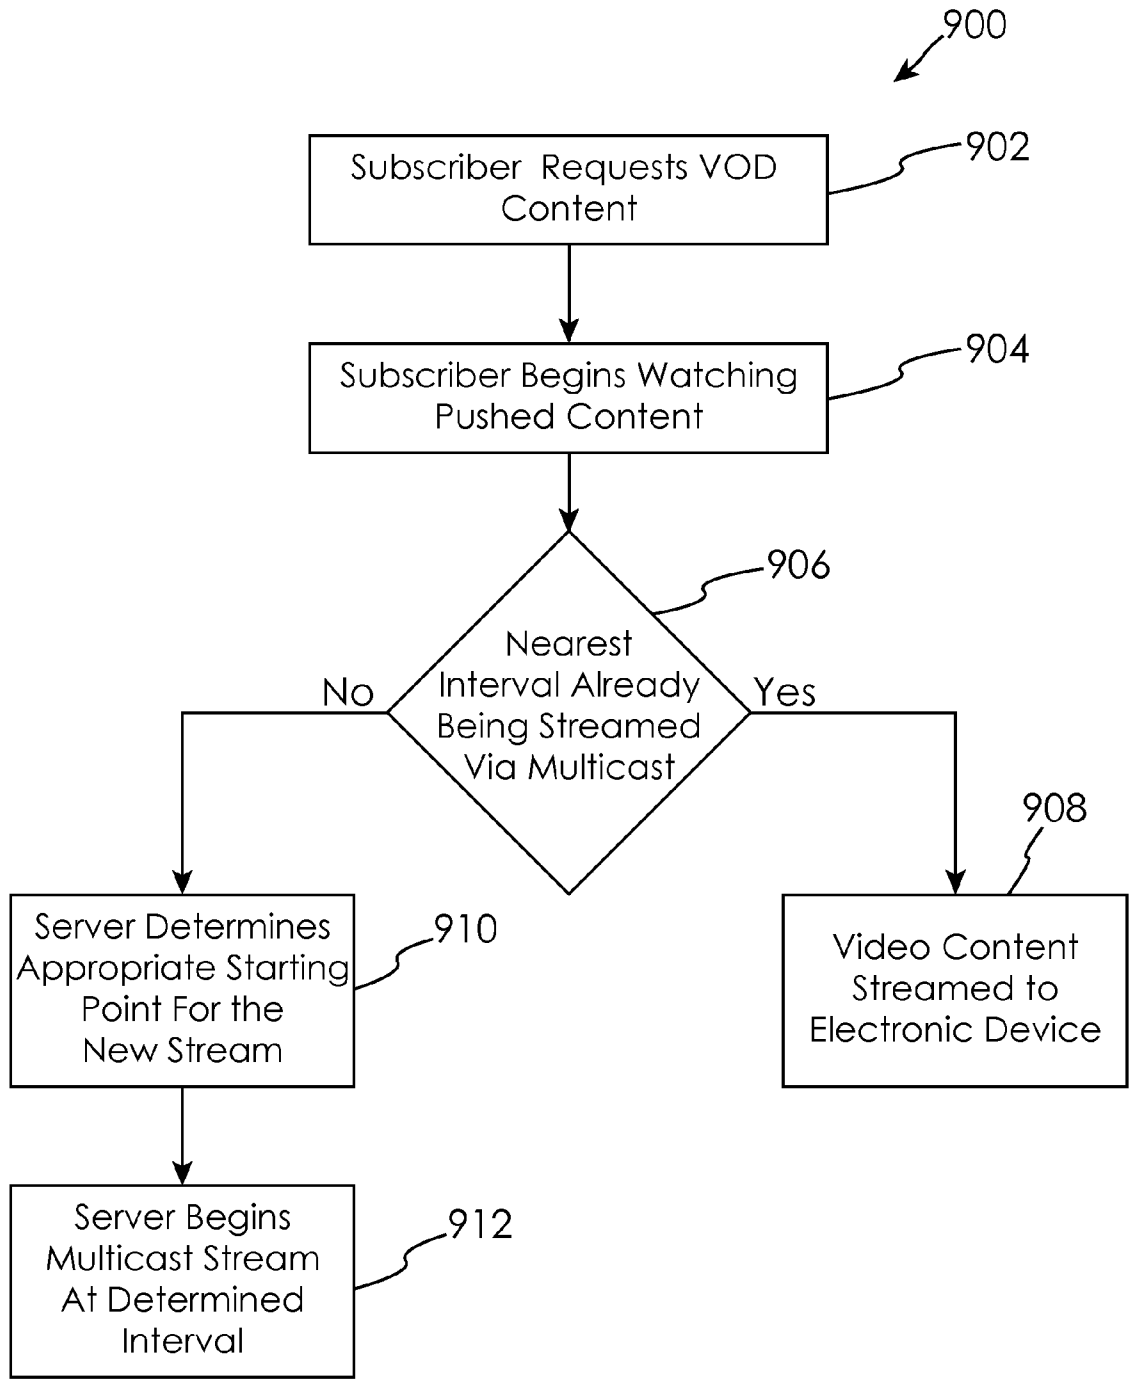 900
Subscriber Requests VOD
Content
902
Subscriber Begins Watching
Pushed Content
904
906
Nearest
Interval Already
Being Streamed
Via Multicast
No
Yes
908
Server Determines
Appropriate Starting
Point For the
New Stream
910
Video Content
Streamed to
Electronic Device
Server Begins
Multicast Stream
At Determined
Interval
912